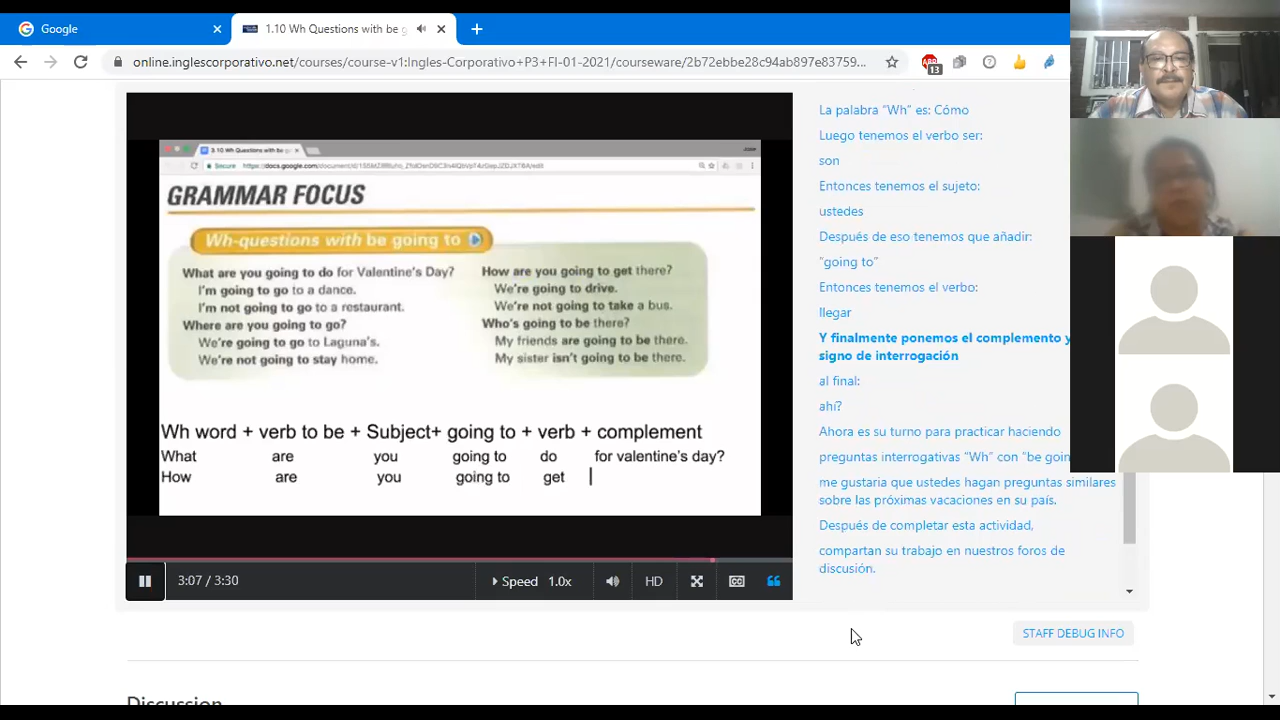 Google
1.10 Wh Questions with be g
online.inglescorporativo.net/courses/course-v1:Ingles-Corporativo+P3+FI-01-2021/courseware/2b72ebbe28c94ab897e83759...
13
3.10 Wh Questions with be g
Secure
GRAMMAR FOCUS
Wh-questions with be going to
What are you going to do for Valentine's Day?
I'm going to go to a dance.
I'm not going to go to a restaurant.
Where are you going to go?
We're going to go to Laguna's.
We're not going to stay home.
How are you going to get there?
We're going to drive.
We're not going to take a bus.
Who's going to be there?
My friends are going to be there.
My sister isn't going to be there.
Wh word + verb to be + Subject+ going to + verb + complement
What are you going to do for valentine's day?
How are you going to get
3:07 / 3:30
Speed 1.0x
HD
La palabra "Wh" es: Cómo
Luego tenemos el verbo ser:
son
Entonces tenemos el sujeto:
ustedes
Después de eso tenemos que añadir:
"going to"
Entonces tenemos el verbo:
llegar
Y finalmente ponemos el complemento y
signo de interrogación
al final:
ahí?
Ahora es su turno para practicar haciendo
preguntas interrogativas "Wh" con "be goin
me gustaria que ustedes hagan preguntas similares
sobre las próximas vacaciones en su país.
Después de completar esta actividad,
compartan su trabajo en nuestros foros de
discusión.
STAFF DEBUG INFO
Discussion